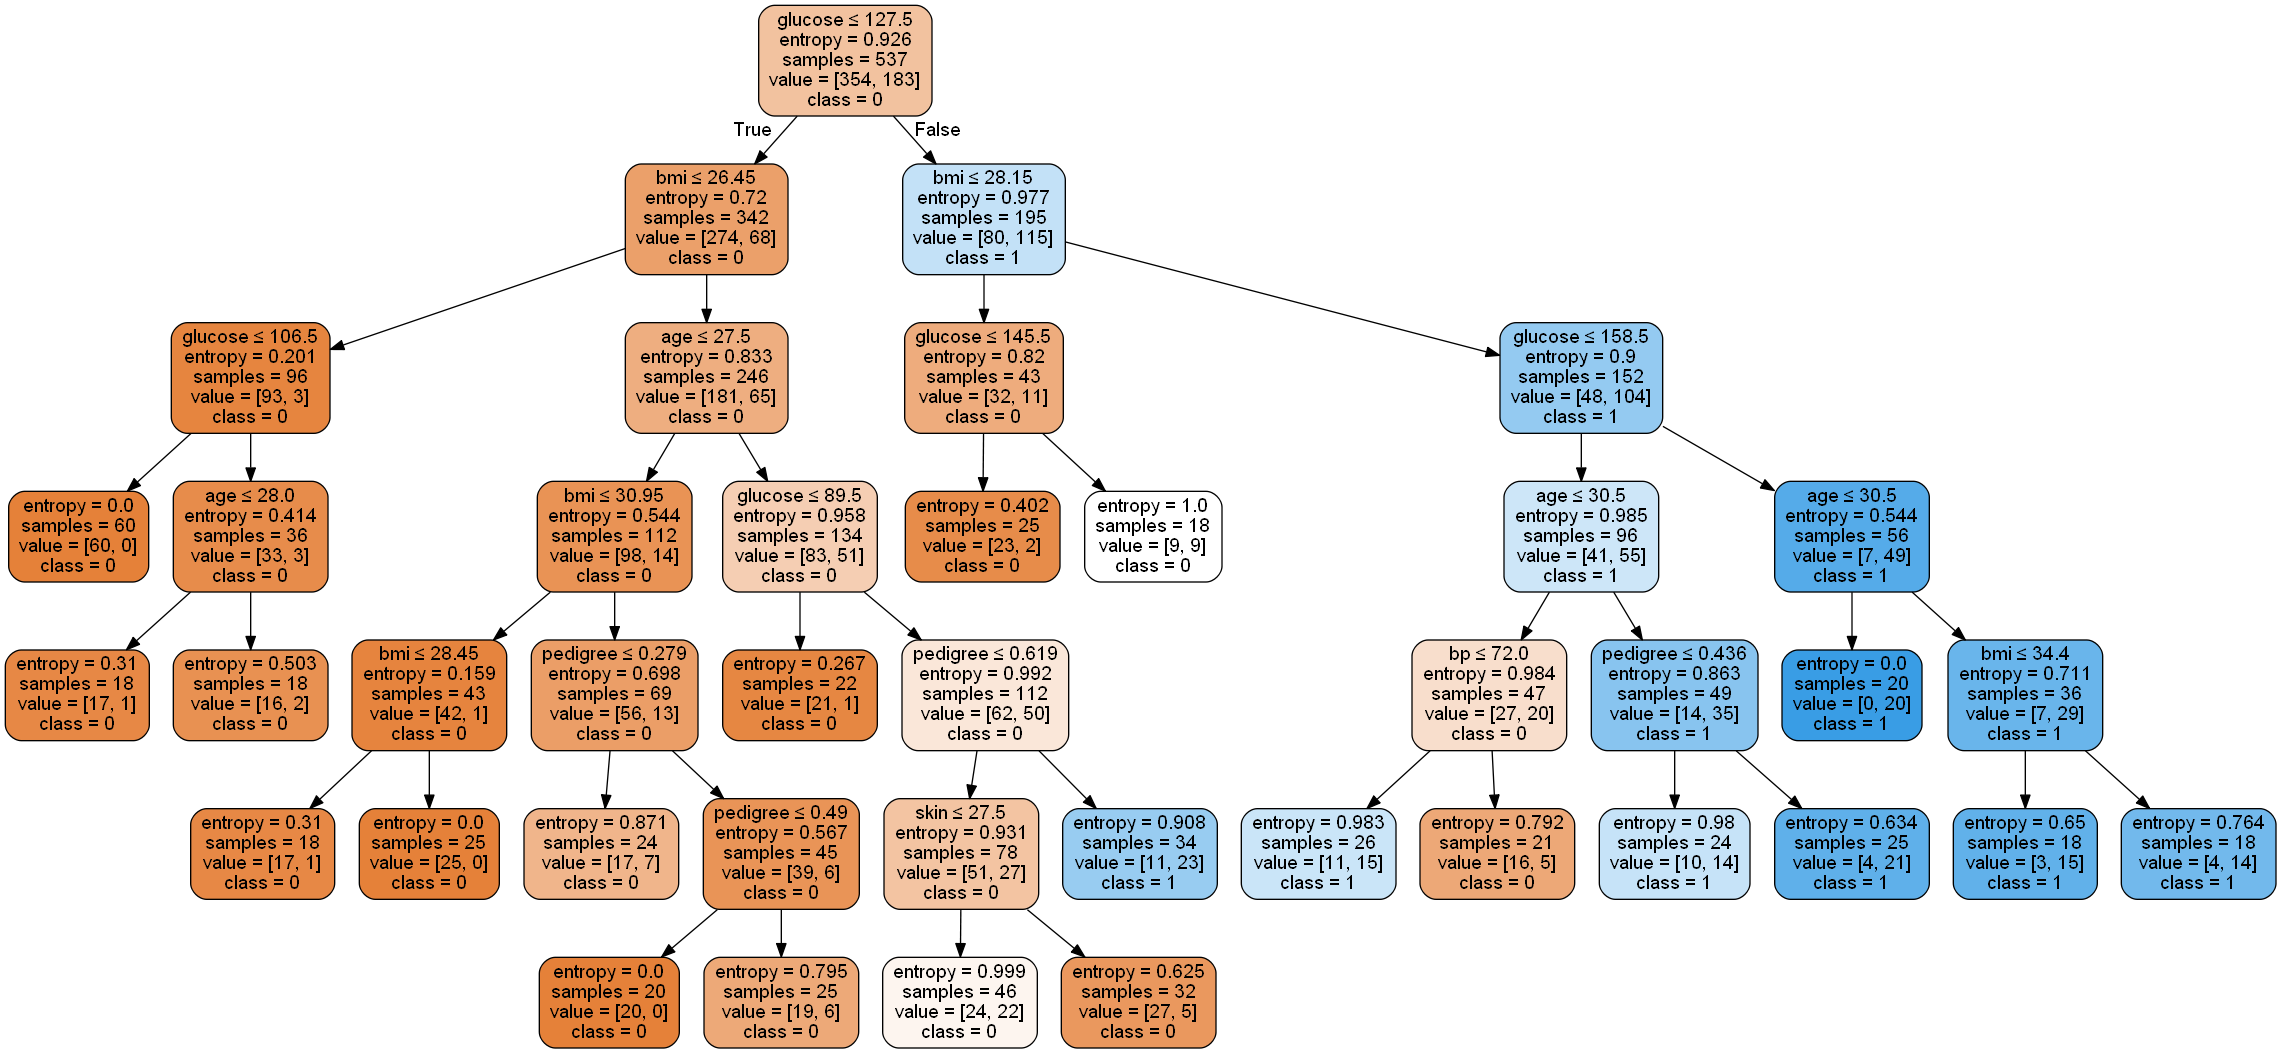 glucose ≤ 127.5
entropy = 0.926
samples = 537
value = [354, 183]
class = 0
True
False
bmi ≤ 26.45
entropy = 0.72
samples = 342
value = [274, 68]
class = 0
bmi ≤ 28.15
entropy = 0.977
samples = 195
value = [80, 115]
class = 1
glucose ≤ 106.5
entropy = 0.201
samples = 96
value = [93, 3]
class = 0
age ≤ 27.5
entropy = 0.833
samples = 246
value = [181, 65]
class = 0
glucose ≤ 145.5
entropy = 0.82
samples = 43
value = [32, 11]
class = 0
glucose ≤ 158.5
entropy = 0.9
samples = 152
value = [48, 104]
class = 1
entropy = 0.0
samples = 60
value = [60, 0]
class = 0
age ≤ 28.0
entropy = 0.414
samples = 36
value = [33, 3]
class = 0
bmi ≤ 30.95
entropy = 0.544
samples = 112
value = [98, 14]
class = 0
glucose ≤ 89.5
entropy = 0.958
samples = 134
value = [83, 51]
class = 0
entropy = 0.402
samples = 25
value = [23, 2]
class = 0
entropy = 1.0
samples = 18
value = [9, 9]
class = 0
age ≤ 30.5
entropy = 0.985
samples = 96
value = [41, 55]
class = 1
age ≤ 30.5
entropy = 0.544
samples = 56
value = [7, 49]
class = 1
entropy = 0.31
samples = 18
value = [17, 1]
class = 0
entropy = 0.503
samples = 18
value = [16, 2]
class = 0
bmi ≤ 28.45
entropy = 0.159
samples = 43
value = [42, 1]
class = 0
pedigree ≤ 0.279
entropy = 0.698
samples = 69
value = [56, 13]
class = 0
entropy = 0.267
samples = 22
value = [21, 1]
class = 0
pedigree ≤ 0.619
entropy = 0.992
samples = 112
value = [62, 50]
class = 0
bp ≤ 72.0
entropy = 0.984
samples = 47
value = [27, 20]
class = 0
pedigree ≤ 0.436
entropy = 0.863
samples = 49
value = [14, 35]
class = 1
entropy = 0.0
samples = 20
value = [0, 20]
class = 1
bmi ≤ 34.4
entropy = 0.711
samples = 36
value = [7, 29]
class = 1
entropy = 0.31
samples = 18
value = [17, 1]
class = 0
entropy = 0.0
samples = 25
value = [25, 0]
class = 0
entropy = 0.871
samples = 24
value = [17, 7]
class = 0
pedigree ≤ 0.49
entropy = 0.567
samples = 45
value = [39, 6]
class = 0
skin ≤ 27.5
entropy = 0.931
samples = 78
value = [51, 27]
class = 0
entropy = 0.908
samples = 34
value = [11, 23]
class = 1
entropy = 0.983
samples = 26
value = [11, 15]
class = 1
entropy = 0.792
samples = 21
value = [16, 5]
class = 0
entropy = 0.98
samples = 24
value = [10, 14]
class = 1
entropy = 0.634
samples = 25
value = [4, 21]
class = 1
entropy = 0.65
samples = 18
value = [3, 15]
class = 1
entropy = 0.764
samples = 18
value = [4, 14]
class = 1
entropy = 0.0
samples = 20
value = [20, 0]
class = 0
entropy = 0.795
samples = 25
value = [19, 6]
class = 0
entropy = 0.999
samples = 46
value = [24, 22]
class = 0
entropy = 0.625
samples = 32
value = [27, 5]
class = 0